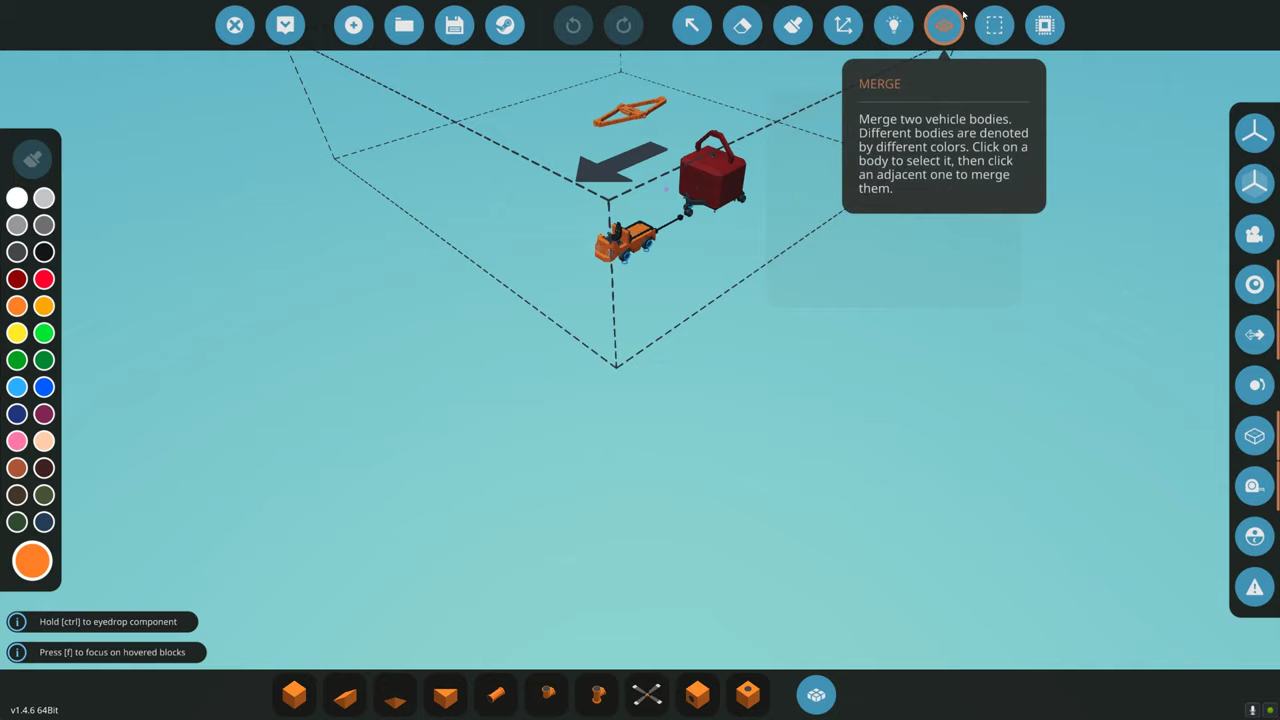 MERGE
Merge two vehicle bodies.
Different bodies are denoted
by different colors. Click on a
body to select it, then click
an adjacent one to merge
them.
Hold [ctrl] to eyedrop component
Press [f] to focus on hovered blocks
v1.4.6 64Bit